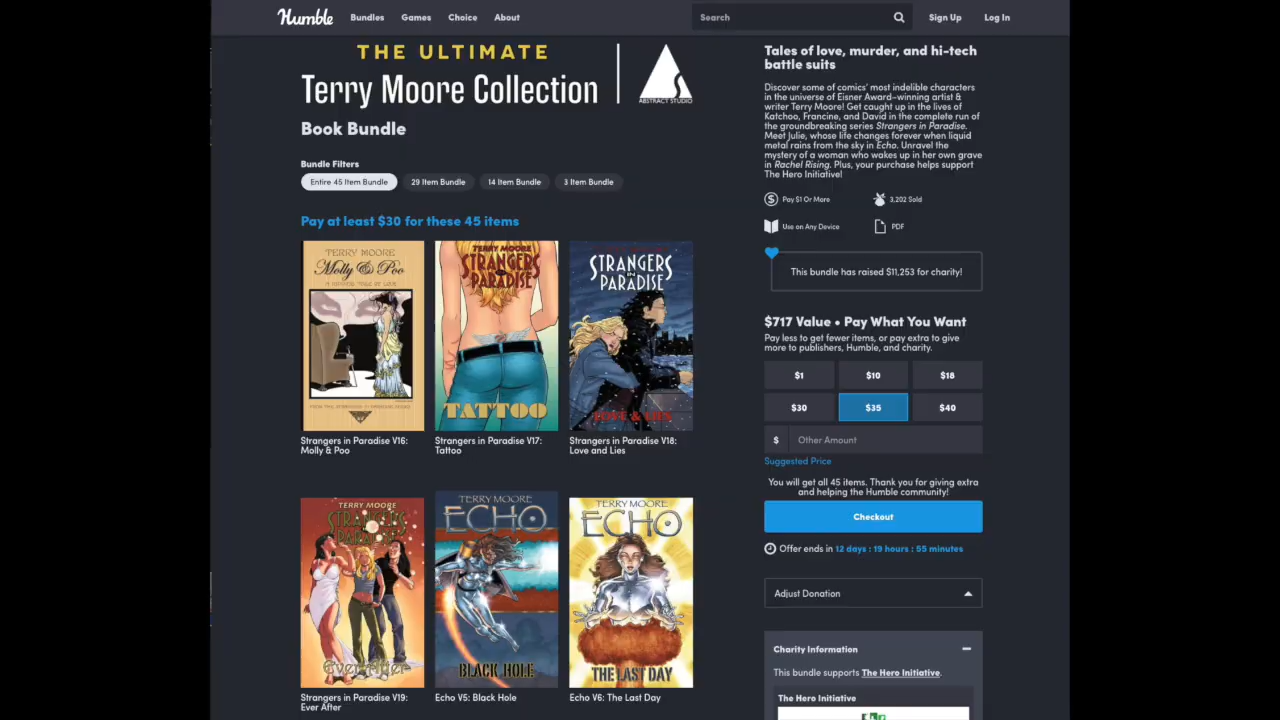 Humble
Bundles
Games
Choice
About
Search
Sign Up
Log In
THE ULTIMATE
Terry Moore Collection
ABSTRACT STUDIO
Book Bundle
Bundle Filters
Entire 45 Item Bundle
29 Item Bundle
14 Item Bundle
3 Item Bundle
Pay at least $30 for these 45 items
TERRY MOORE
Molly & Poo
Strangers in Paradise V16:
Molly & Poo
TERRY MOORE
STRANGERS
IN
PARADISE
TATTOO
Strangers in Paradise V17:
Tattoo
STRANGERS
IN
PARADISE
LOVE & LIES
Strangers in Paradise V18:
Love and Lies
TERRY MOORE
STRANGERS
IN
PARADISE
Ever After
Strangers in Paradise V19:
Ever After
TERRY MOORE
ECHO
BLACK HOLE
Echo V5: Black Hole
TERRY MOORE
ECHO
THE LAST DAY
Echo V6: The Last Day
Tales of love, murder, and hi-tech
battle suits
Discover some of comics' most indelible characters
in the universe of Eisner Award–winning artist &
writer Terry Moore! Get caught up in the lives of
Katchoo, Francine, and David in the complete run of
the groundbreaking series Strangers in Paradise.
Meet Julie, whose life changes forever when liquid
metal rains from the sky in Echo. Unravel the
mystery of a woman who wakes up in her own grave
in Rachel Rising. Plus, your purchase helps support
The Hero Initiative!
Pay $1 Or More
3,202 Sold
Use on Any Device
PDF
This bundle has raised $11,253 for charity!
$717 Value • Pay What You Want
Pay less to get fewer items, or pay extra to give
more to publishers, Humble, and charity.
$1
$10
$18
$30
$35
$40
$
Other Amount
Suggested Price
You will get all 45 items. Thank you for giving extra
and helping the Humble community!
Checkout
Offer ends in 12 days : 19 hours : 55 minutes
Adjust Donation
Charity Information
This bundle supports The Hero Initiative.
The Hero Initiative